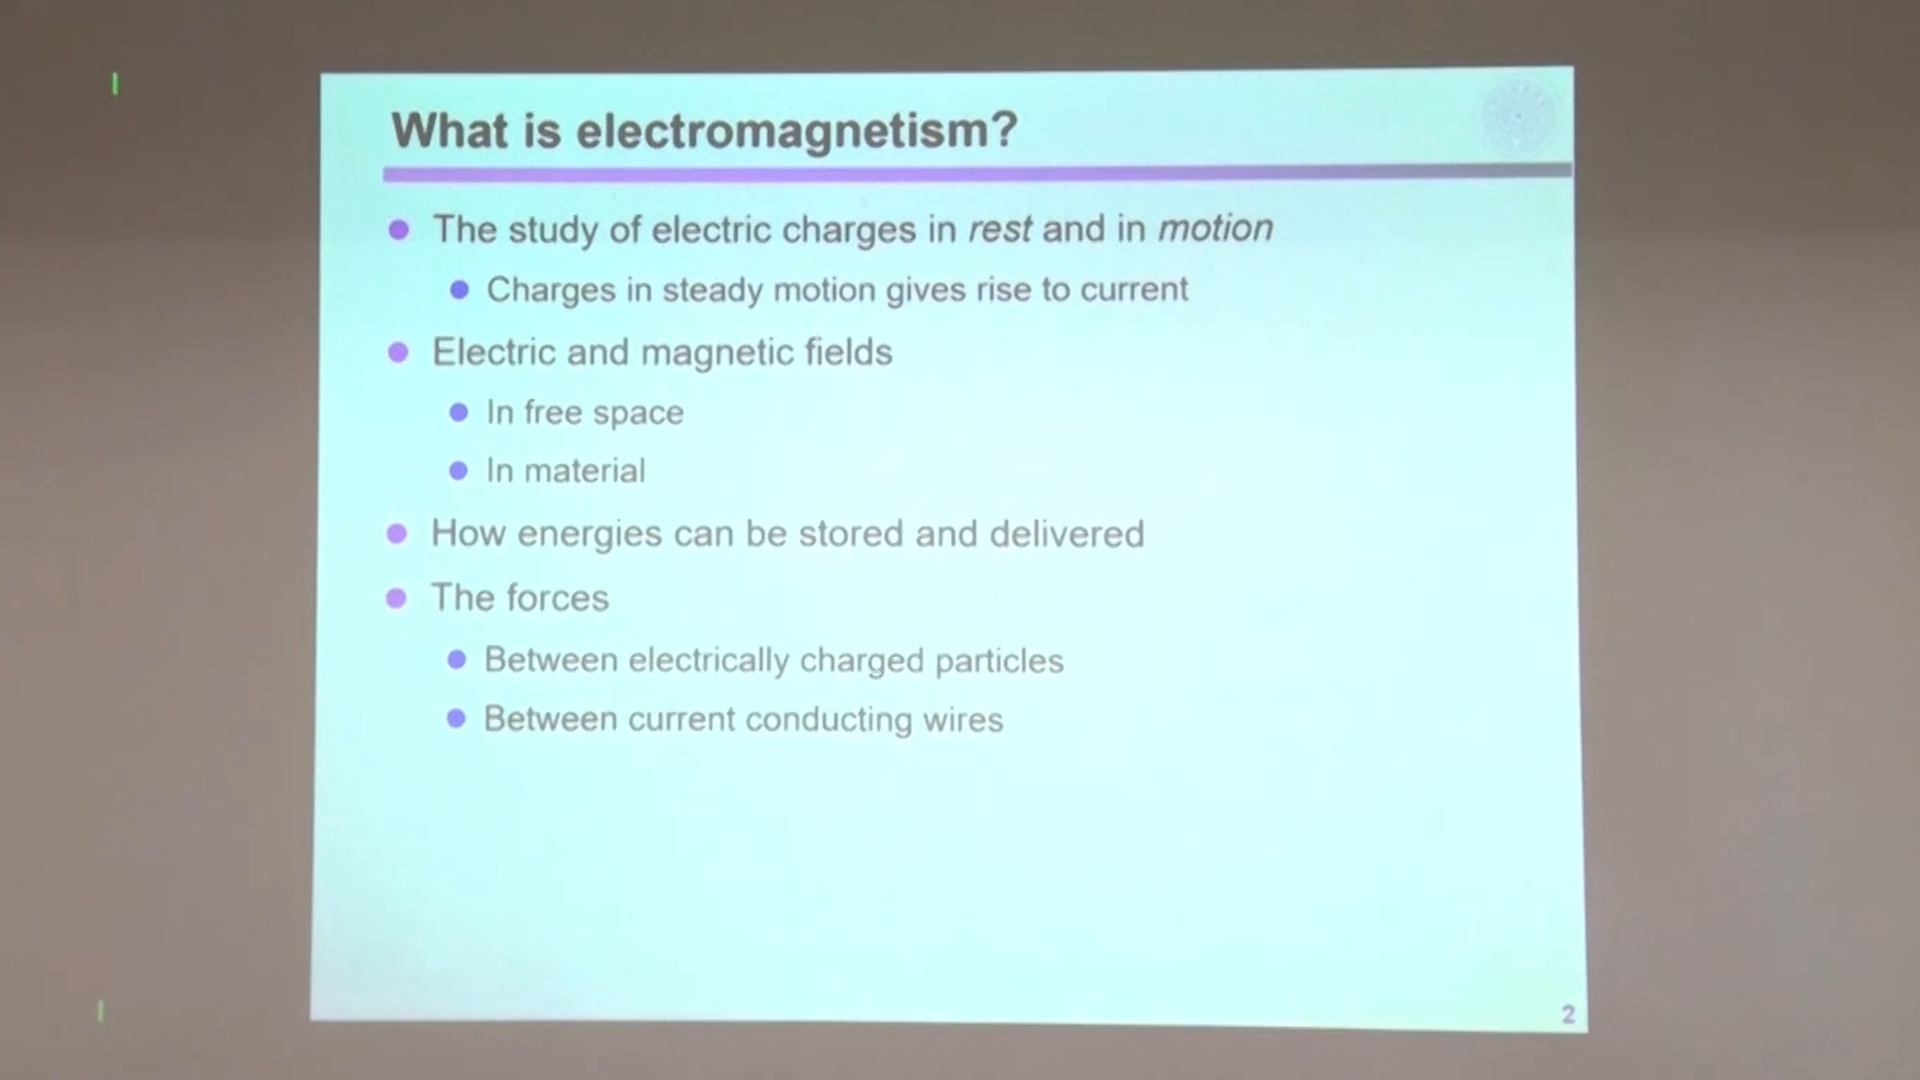 What is electromagnetism?
The study of electric charges in rest and in motion
Charges in steady motion gives rise to current
Electric and magnetic fields
In free space
In material
How energies can be stored and delivered
The forces
Between electrically charged particles
Between current conducting wires
2